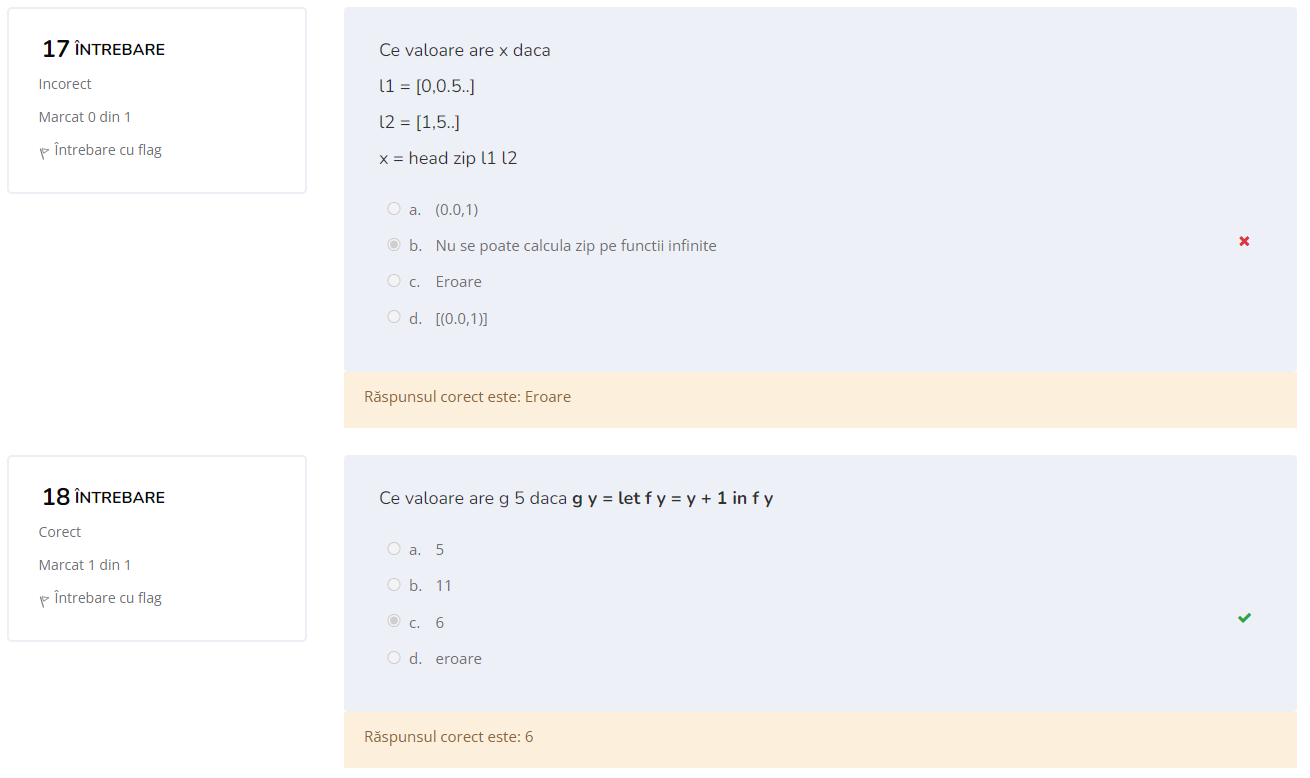 17 ÎNTREBARE
Incorect
Marcat 0 din 1
Întrebare cu flag
Ce valoare are x daca
l1 = [0,0.5..]
l2 = [1,5..]
x = head zip l1 l2
a. (0.0,1)
b. Nu se poate calcula zip pe functii infinite
c. Eroare
d. [(0.0,1)]
Răspunsul corect este: Eroare
18 ÎNTREBARE
Corect
Marcat 1 din 1
Întrebare cu flag
Ce valoare are g 5 daca g y = let f y = y + 1 in f y
a. 5
b. 11
c. 6
d. eroare
Răspunsul corect este: 6